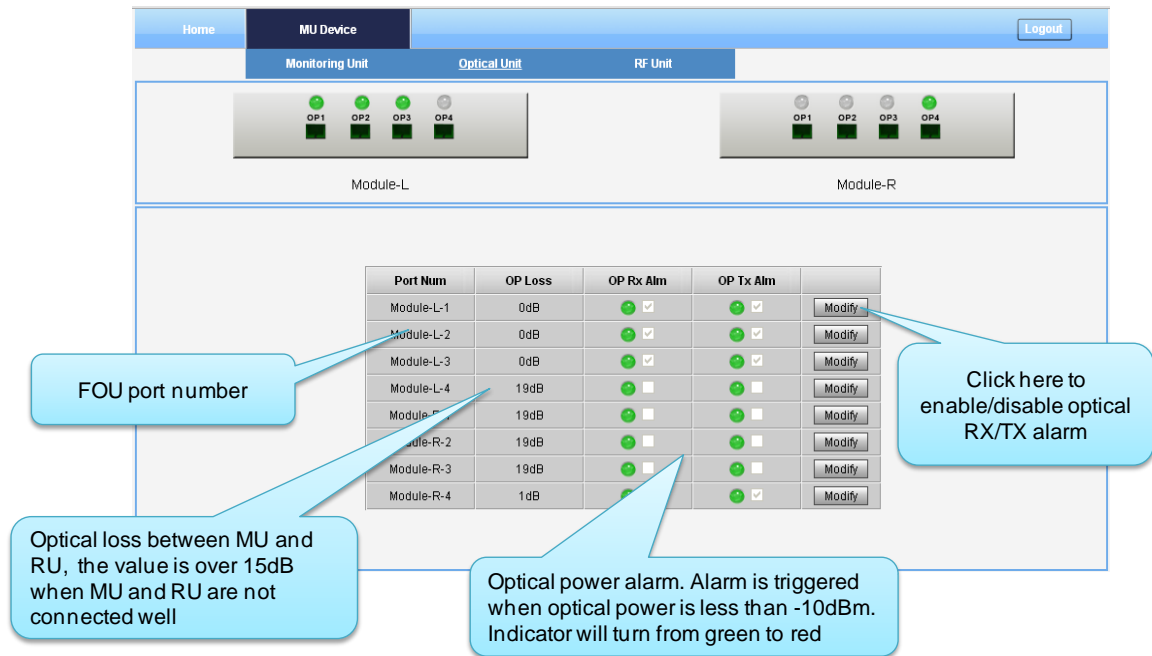 Home MU Device Logout
Monitoring Unit Optical Unit RF Unit
OP1 OP2 OP3 OP4
OP1 OP2 OP3 OP4
Module-L
Module-R
Port Num OP Loss OP Rx Alm OP Tx Alm
Module-L-1 0dB Modify
Module-L-2 0dB Modify
Module-L-3 0dB Modify
Module-L-4 19dB Modify
19dB Modify
Module-R-2 19dB Modify
Module-R-3 19dB Modify
Module-R-4 1dB Modify
FOU port number
Click here to
enable/disable optical
RX/TX alarm
Optical loss between MU and
RU, the value is over 15dB
when MU and RU are not
connected well
Optical power alarm. Alarm is triggered
when optical power is less than -10dBm.
Indicator will turn from green to red